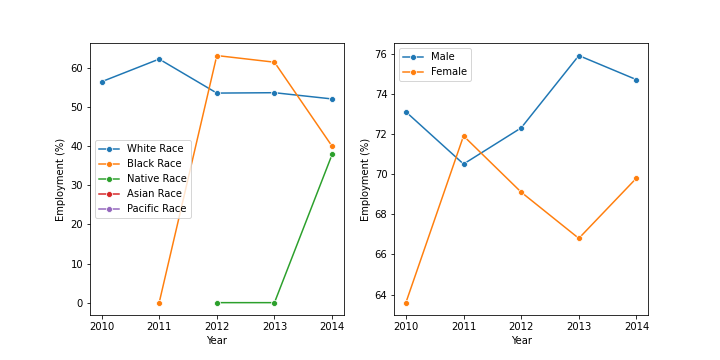 60
50
40
30
20
10
0
Employment (%)
White Race
Black Race
Native Race
Asian Race
Pacific Race
2010 2011 2012 2013 2014
Year
76
74
72
70
68
66
64
Employment (%)
Male
Female
2010 2011 2012 2013 2014
Year